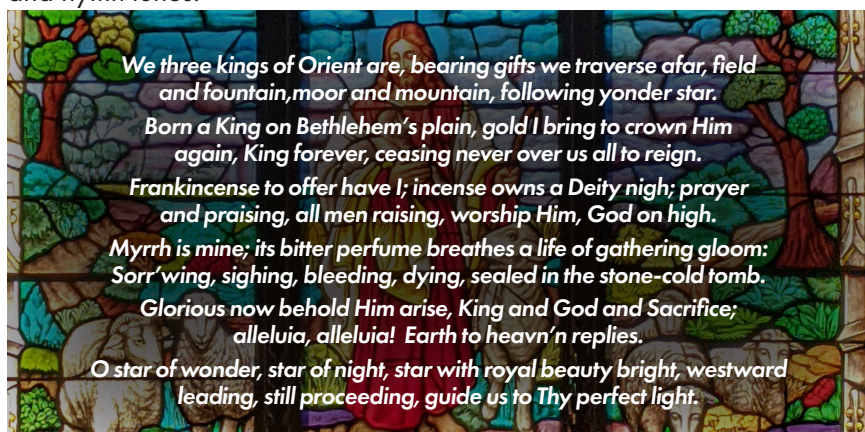 and hymn tunes.
We three kings of Orient are, bearing gifts we traverse afar, field
and fountain,moor and mountain, following yonder star.
Born a King on Bethlehem's plain, gold I bring to crown Him
again, King forever, ceasing never over us all to reign.
Frankincense to offer have I; incense owns a Deity nigh; prayer
and praising, all men raising, worship Him, God on high.
Myrrh is mine; its bitter perfume breathes a life of gathering gloom:
Sorr'wing, sighing, bleeding, dying, sealed in the stone-cold tomb.
Glorious now behold Him arise, King and God and Sacrifice;
alleluia, alleluia! Earth to heavn'n replies.
O star of wonder, star of night, star with royal beauty bright, westward
leading, still proceeding, guide us to Thy perfect light.